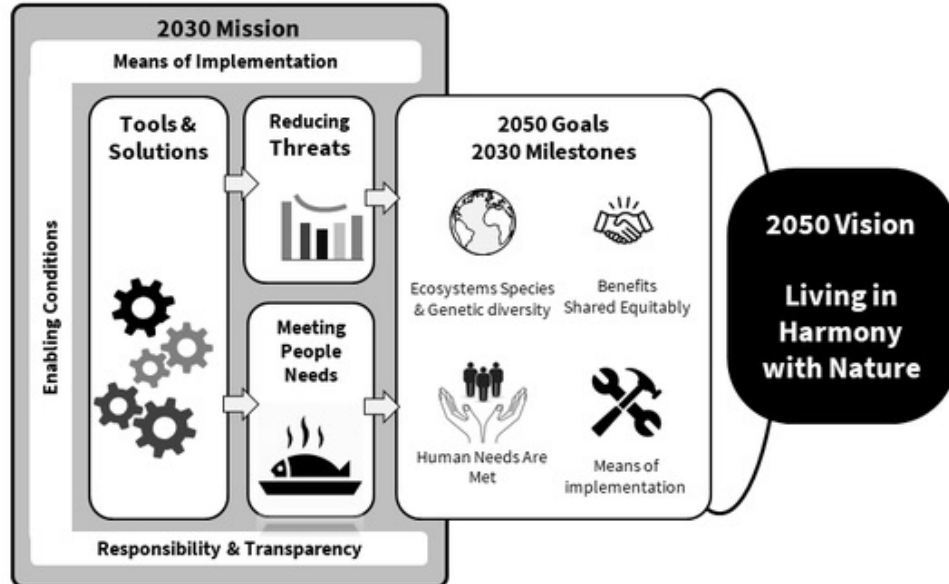 2030 Mission
Means of Implementation
Enabling Conditions
Tools &
Solutions
Reducing
Threats
Meeting
People
Needs
Responsibility & Transparency
2050 Goals
2030 Milestones
Ecosystems Species
& Genetic diversity
Benefits
Shared Equitably
Human Needs Are
Met
Means of
implementation
2050 Vision
Living in
Harmony
with Nature